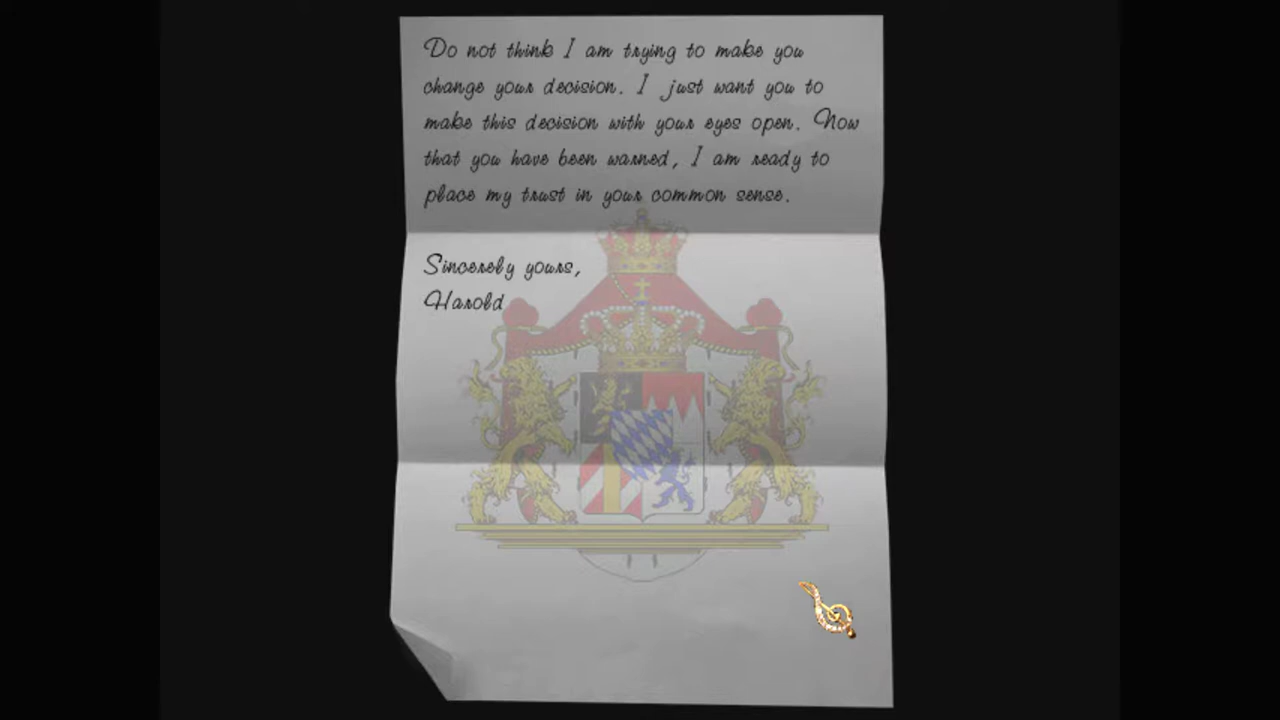 Do not think I am trying to make you
change your decision. I just want you to
make this decision with your eyes open. Now
that you have been warned, I am ready to
place my trust in your common sense.
Sincerely yours,
Harold